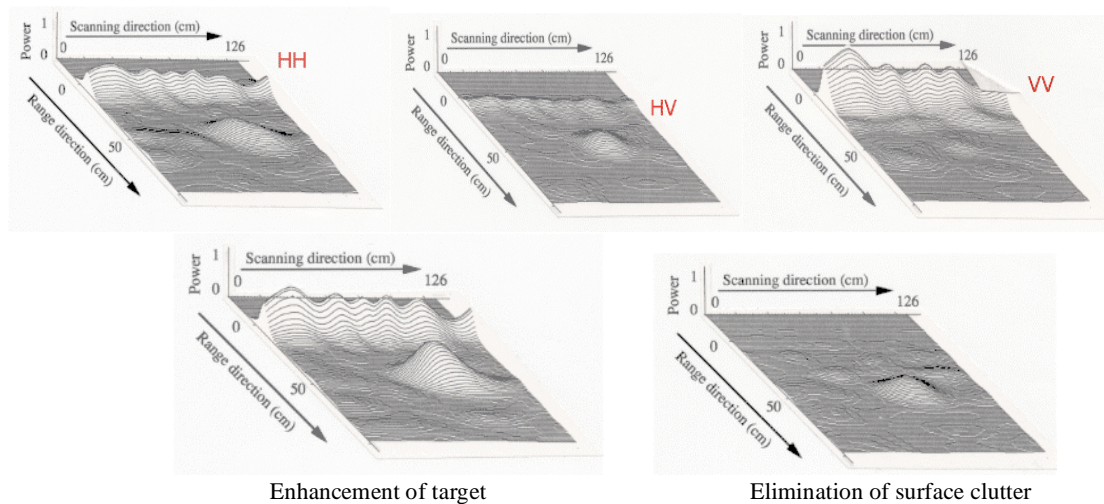 Power
1
0
Scanning direction (cm)
0
126
HH
0
50
Range direction (cm)
Power
1
0
Scanning direction (cm)
0
126
HV
0
50
Range direction (cm)
Power
1
0
Scanning direction (cm)
0
126
VV
0
50
Range direction (cm)
Power
1
0
Scanning direction (cm)
0
126
0
50
Range direction (cm)
Enhancement of target
Power
1
0
Scanning direction (cm)
0
126
0
50
Range direction (cm)
Elimination of surface clutter